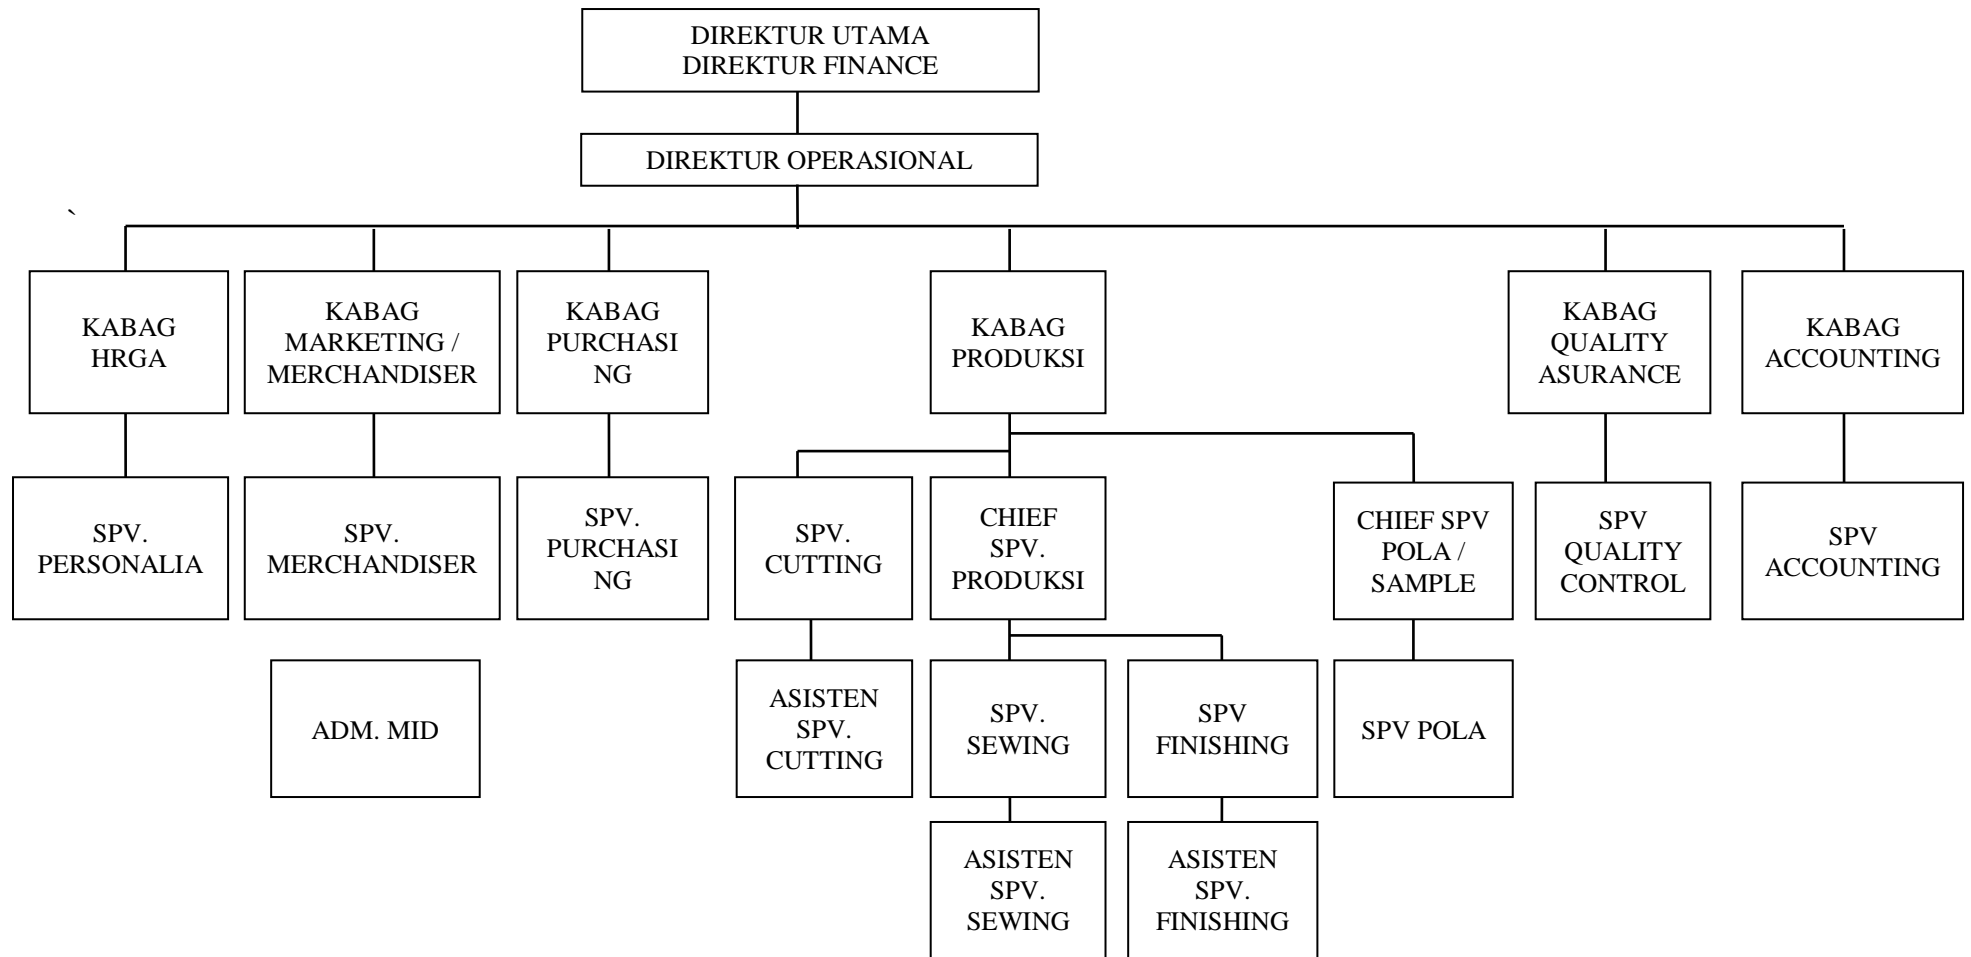 DIREKTUR UTAMA
DIREKTUR FINANCE
DIREKTUR OPERASIONAL
`
KABAG
HRGA
KABAG
MARKETING /
MERCHANDISER
KABAG
PURCHASI
NG
KABAG
PRODUKSI
KABAG
QUALITY
ASURANCE
KABAG
ACCOUNTING
SPV.
PERSONALIA
SPV.
MERCHANDISER
SPV.
PURCHASI
NG
SPV.
CUTTING
CHIEF
SPV.
PRODUKSI
CHIEF SPV
POLA /
SAMPLE
SPV
QUALITY
CONTROL
SPV
ACCOUNTING
ADM. MID
ASISTEN
SPV.
CUTTING
SPV.
SEWING
SPV
FINISHING
SPV POLA
ASISTEN
SPV.
SEWING
ASISTEN
SPV.
FINISHING